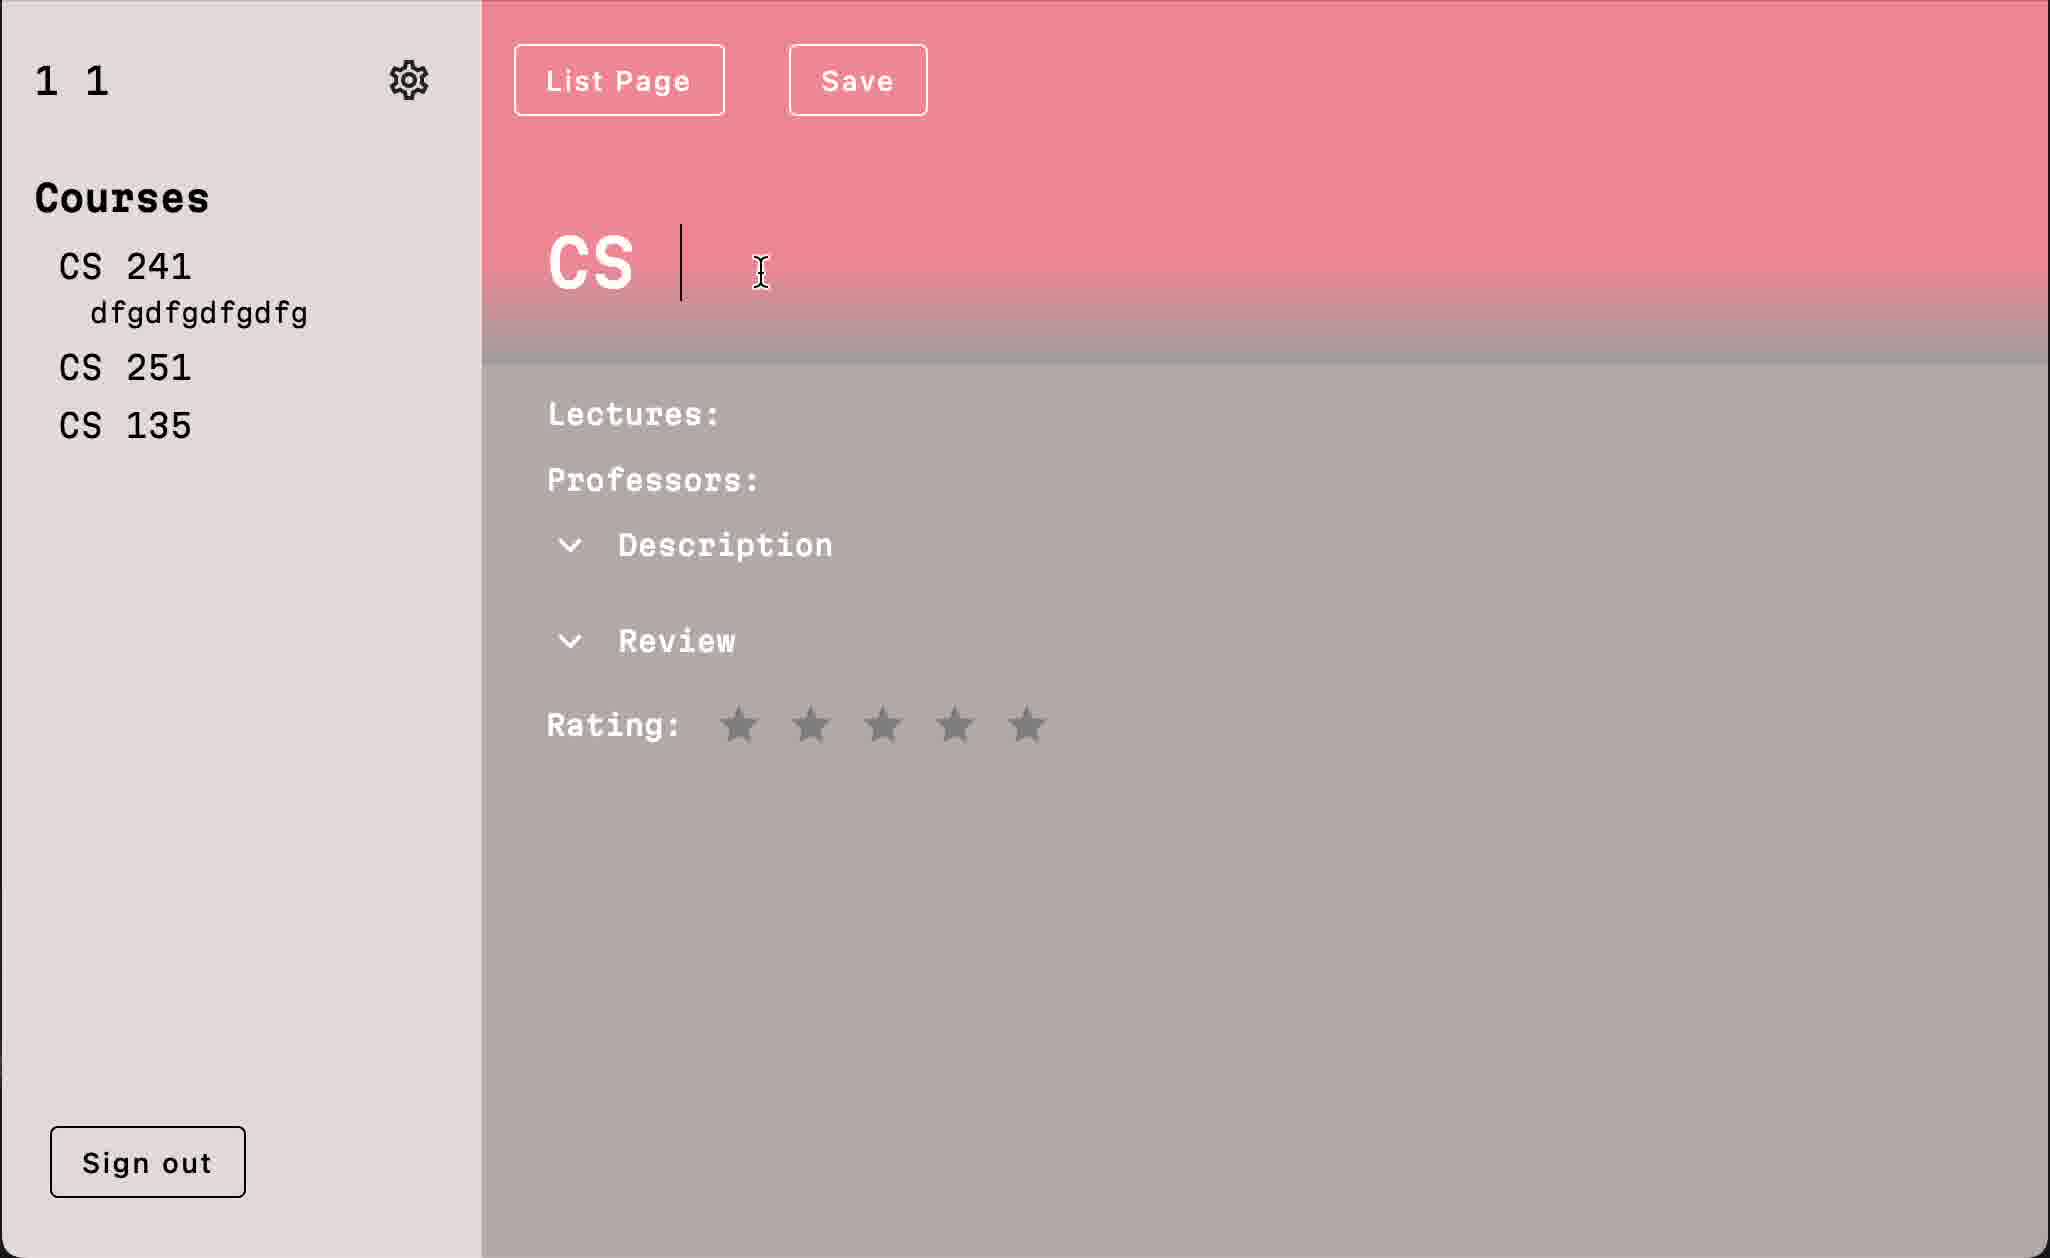 1 1
Courses
CS 241
dfgdfgdfgdfg
CS 251
CS 135
Sign out
List Page
Save
CS
Lectures:
Professors:
Description
Review
Rating: